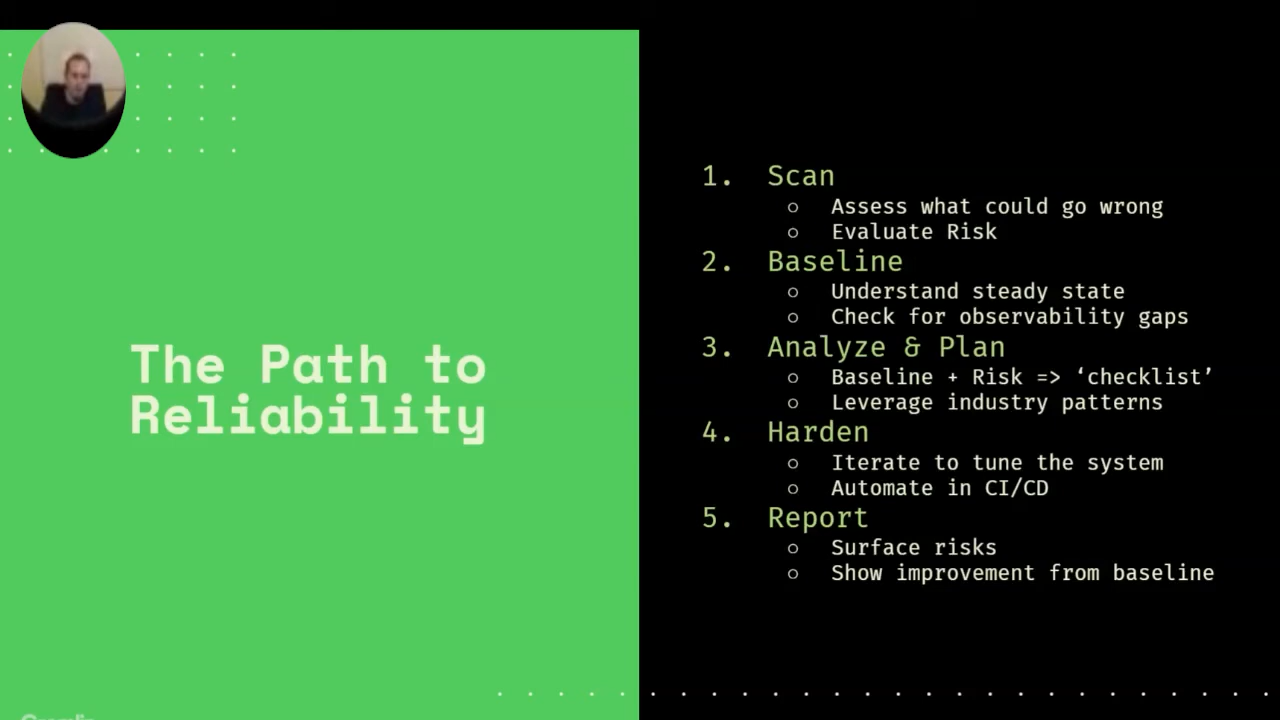 The Path to
Reliability
1. Scan
○ Assess what could go wrong
○ Evaluate Risk
2. Baseline
○ Understand steady state
○ Check for observability gaps
3. Analyze & Plan
○ Baseline + Risk => ‘checklist’
○ Leverage industry patterns
4. Harden
○ Iterate to tune the system
○ Automate in CI/CD
5. Report
○ Surface risks
○ Show improvement from baseline